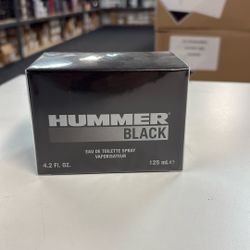 HUMMER
BLACK
EAU DE TOILETTE SPRAY
VAPORISATEUR
4.2 FL. OZ. 125 mL ℮